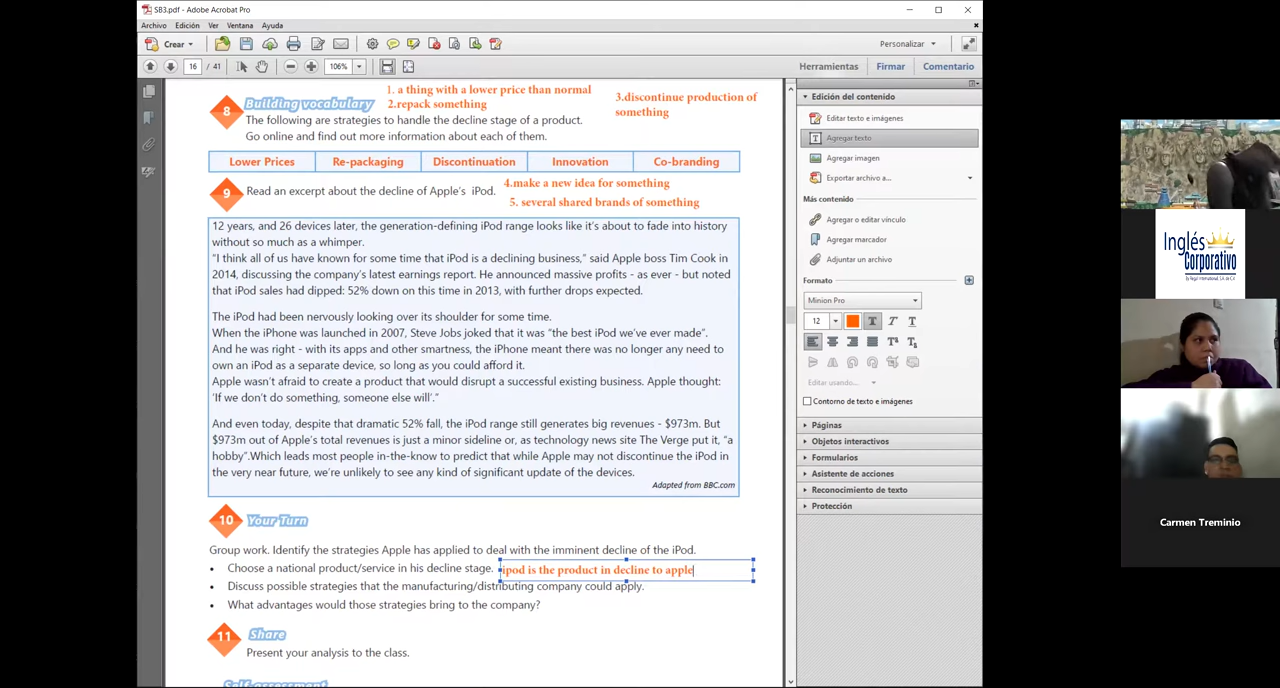 SB3.pdf - Adobe Acrobat Pro
Archivo Edición Ver Ventana Ayuda
Crear
Personalizar
16 / 41
106%
Herramientas Firmar Comentario
8 Building vocabulary
1. a thing with a lower price than normal
2.repack something
3.discontinue production of
something
The following are strategies to handle the decline stage of a product.
Go online and find out more information about each of them.
Lower Prices Re-packaging Discontinuation Innovation Co-branding
9 Read an excerpt about the decline of Apple's iPod.
4.make a new idea for something
5. several shared brands of something
12 years, and 26 devices later, the generation-defining iPod range looks like it's about to fade into history
without so much as a whimper.
"I think all of us have known for some time that iPod is a declining business," said Apple boss Tim Cook in
2014, discussing the company's latest earnings report. He announced massive profits - as ever - but noted
that iPod sales had dipped: 52% down on this time in 2013, with further drops expected.
The iPod had been nervously looking over its shoulder for some time.
When the iPhone was launched in 2007, Steve Jobs joked that it was "the best iPod we've ever made".
And he was right - with its apps and other smartness, the iPhone meant there was no longer any need to
own an iPod as a separate device, so long as you could afford it.
Apple wasn't afraid to create a product that would disrupt a successful existing business. Apple thought:
'If we don't do something, someone else will'."
And even today, despite that dramatic 52% fall, the iPod range still generates big revenues - $973m. But
$973m out of Apple's total revenues is just a minor sideline or, as technology news site The Verge put it, "a
hobby".Which leads most people in-the-know to predict that while Apple may not discontinue the iPod in
the very near future, we're unlikely to see any kind of significant update of the devices.
Adapted from BBC.com
10 Your Turn
Group work. Identify the strategies Apple has applied to deal with the imminent decline of the iPod.
• Choose a national product/service in his decline stage.
ipod is the product in decline to apple
• Discuss possible strategies that the manufacturing/distributing company could apply.
• What advantages would those strategies bring to the company?
11 Share
Present your analysis to the class.
Self-assessment
Edición del contenido
Editar texto e imágenes
Agregar texto
Agregar imagen
Exportar archivo a...
Más contenido
Agregar o editar vínculo
Agregar marcador
Adjuntar un archivo
Formato
Minion Pro
12
Editar usando...
Contorno de texto e imágenes
Páginas
Objetos interactivos
Formularios
Asistente de acciones
Reconocimiento de texto
Protección
Inglés
Corporativo
Carmen Treminio